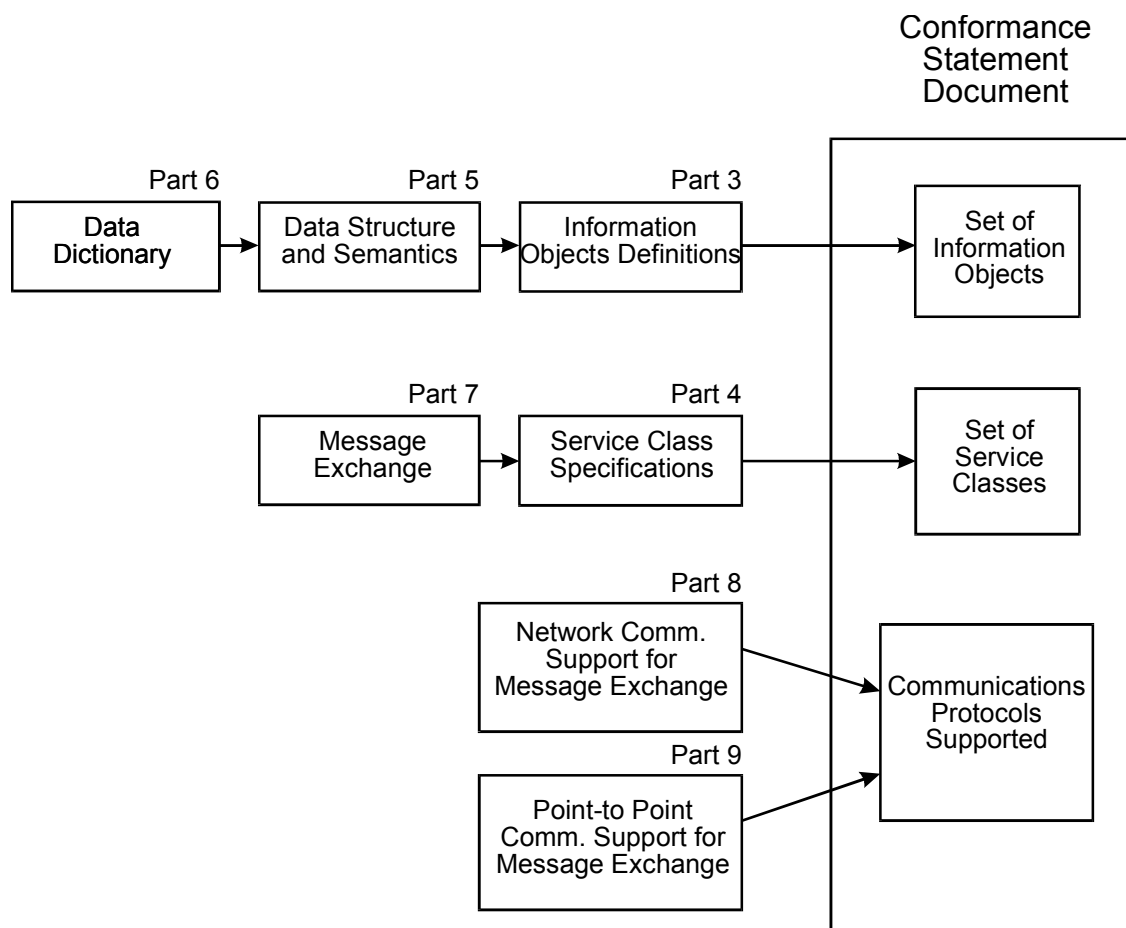 Conformance
Statement
Document
Part 6
Data
Dictionary
Part 5
Data Structure
and Semantics
Part 3
Information
Objects Definitions
Set of
Information
Objects
Part 7
Message
Exchange
Part 4
Service Class
Specifications
Set of
Service
Classes
Part 8
Network Comm.
Support for
Message Exchange
Part 9
Point-to Point
Comm. Support for
Message Exchange
Communications
Protocols
Supported